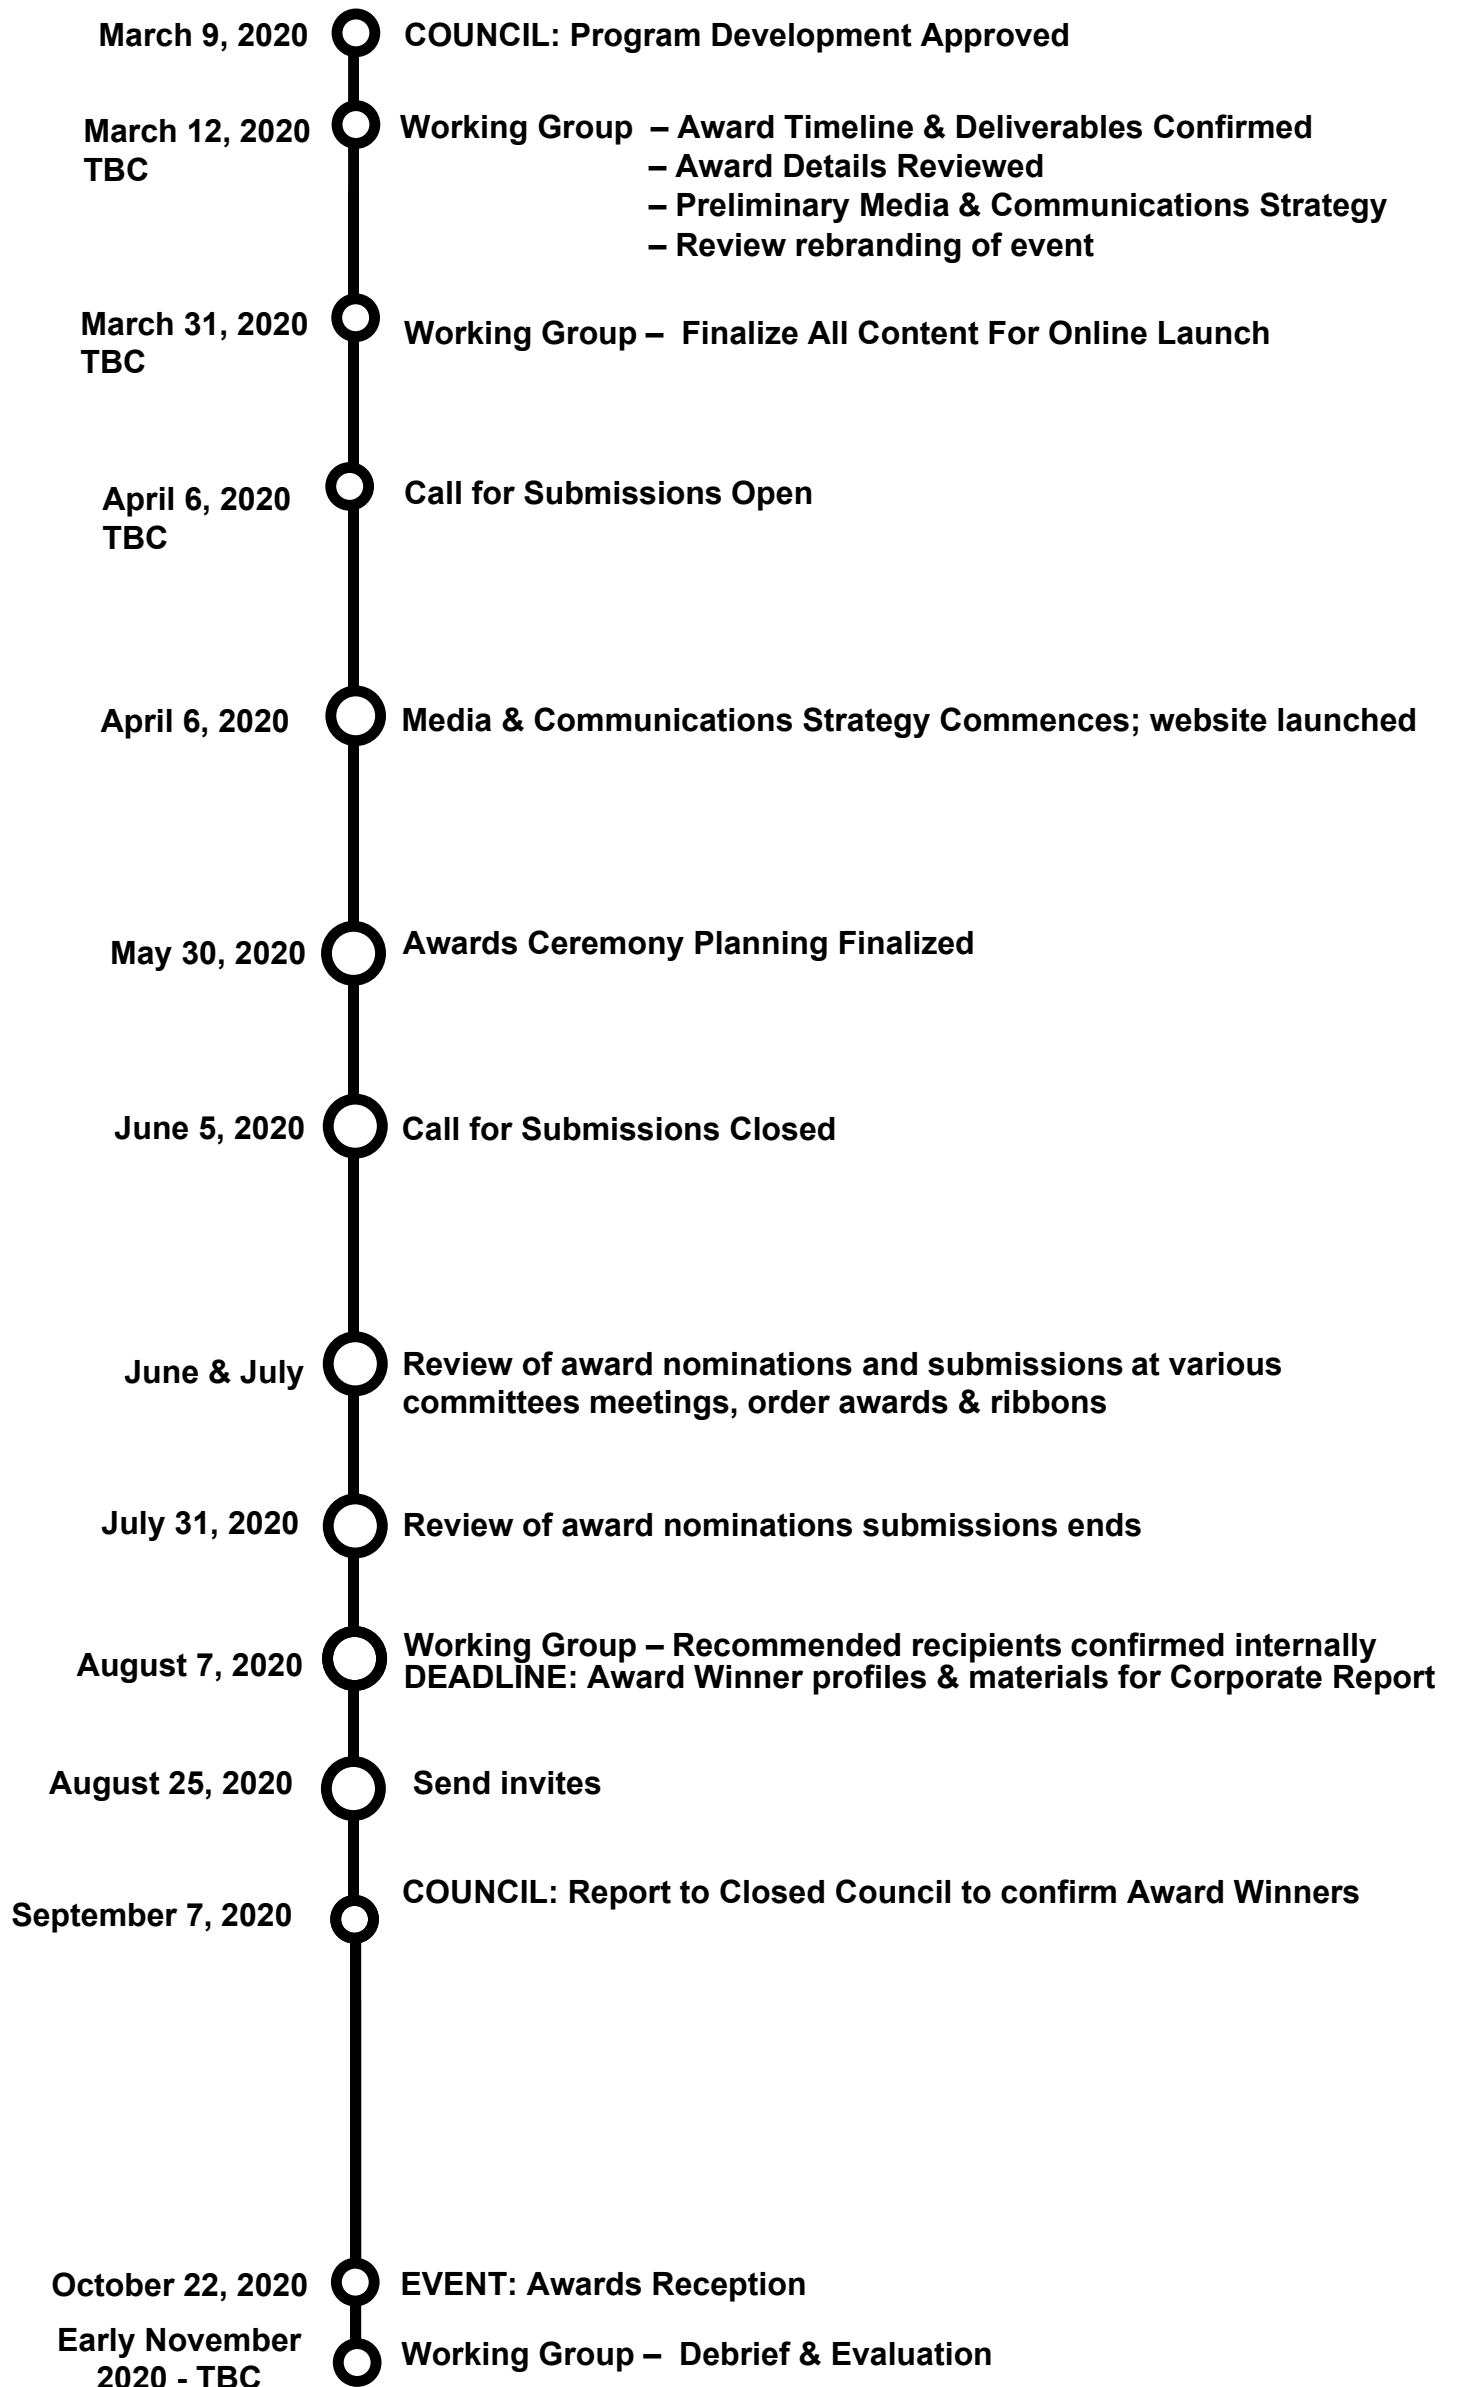 March 9, 2020 COUNCIL: Program Development Approved
March 12, 2020 Working Group – Award Timeline & Deliverables Confirmed
TBC – Award Details Reviewed
– Preliminary Media & Communications Strategy
– Review rebranding of event
March 31, 2020 Working Group – Finalize All Content For Online Launch
TBC
April 6, 2020 Call for Submissions Open
TBC
April 6, 2020 Media & Communications Strategy Commences; website launched
May 30, 2020 Awards Ceremony Planning Finalized
June 5, 2020 Call for Submissions Closed
June & July Review of award nominations and submissions at various
committees meetings, order awards & ribbons
July 31, 2020 Review of award nominations submissions ends
August 7, 2020 Working Group – Recommended recipients confirmed internally
DEADLINE: Award Winner profiles & materials for Corporate Report
August 25, 2020 Send invites
September 7, 2020 COUNCIL: Report to Closed Council to confirm Award Winners
October 22, 2020 EVENT: Awards Reception
Early November Working Group – Debrief & Evaluation
2020 - TBC